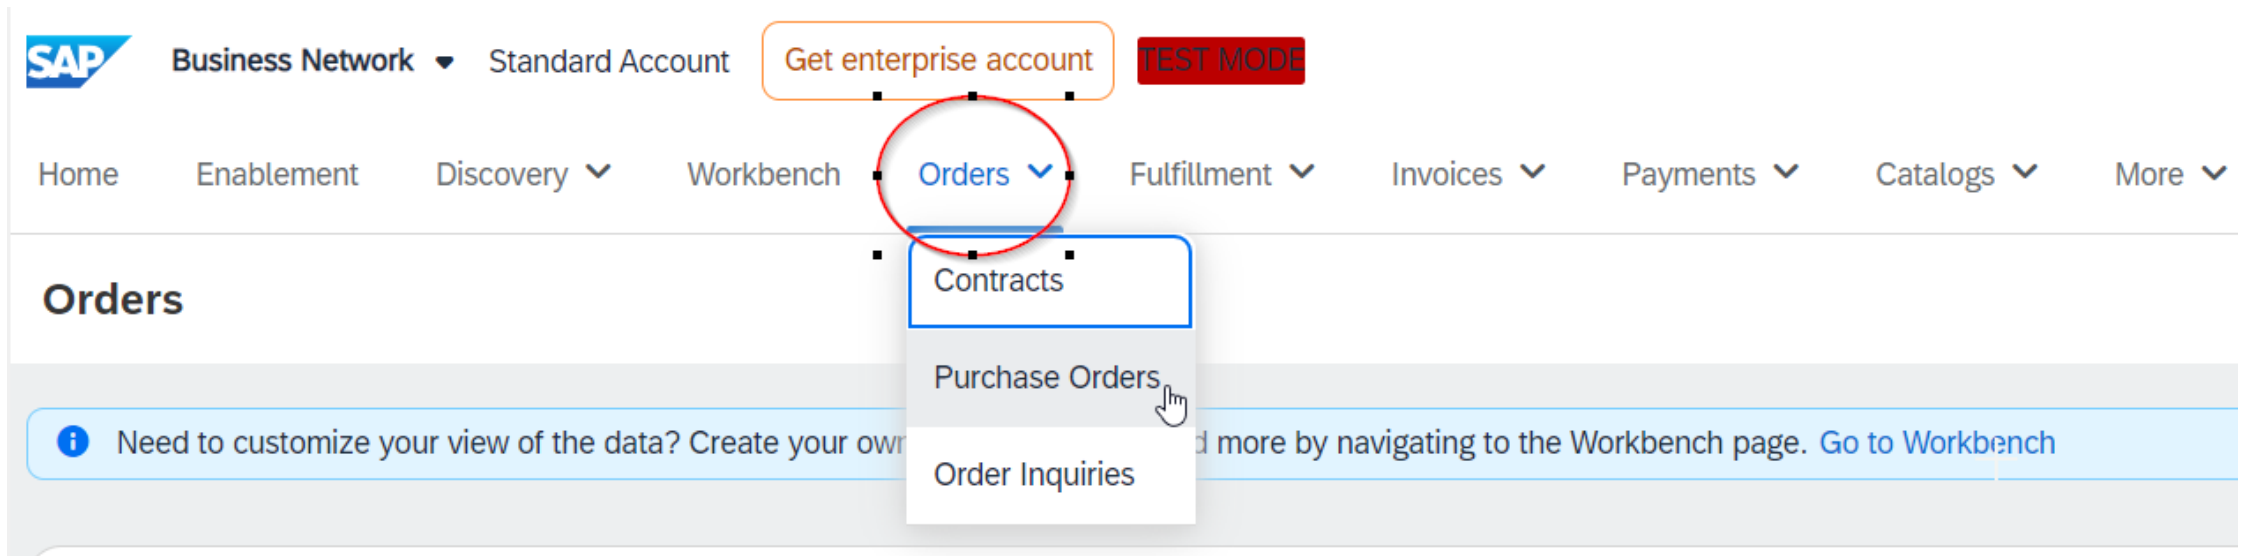 SAP Business Network Standard Account Get enterprise account TEST MODE
Home Enablement Discovery Workbench Orders Fulfillment Invoices Payments Catalogs More
Orders
Contracts
Purchase Orders
Order Inquiries
Need to customize your view of the data? Create your own more by navigating to the Workbench page. Go to Workbench